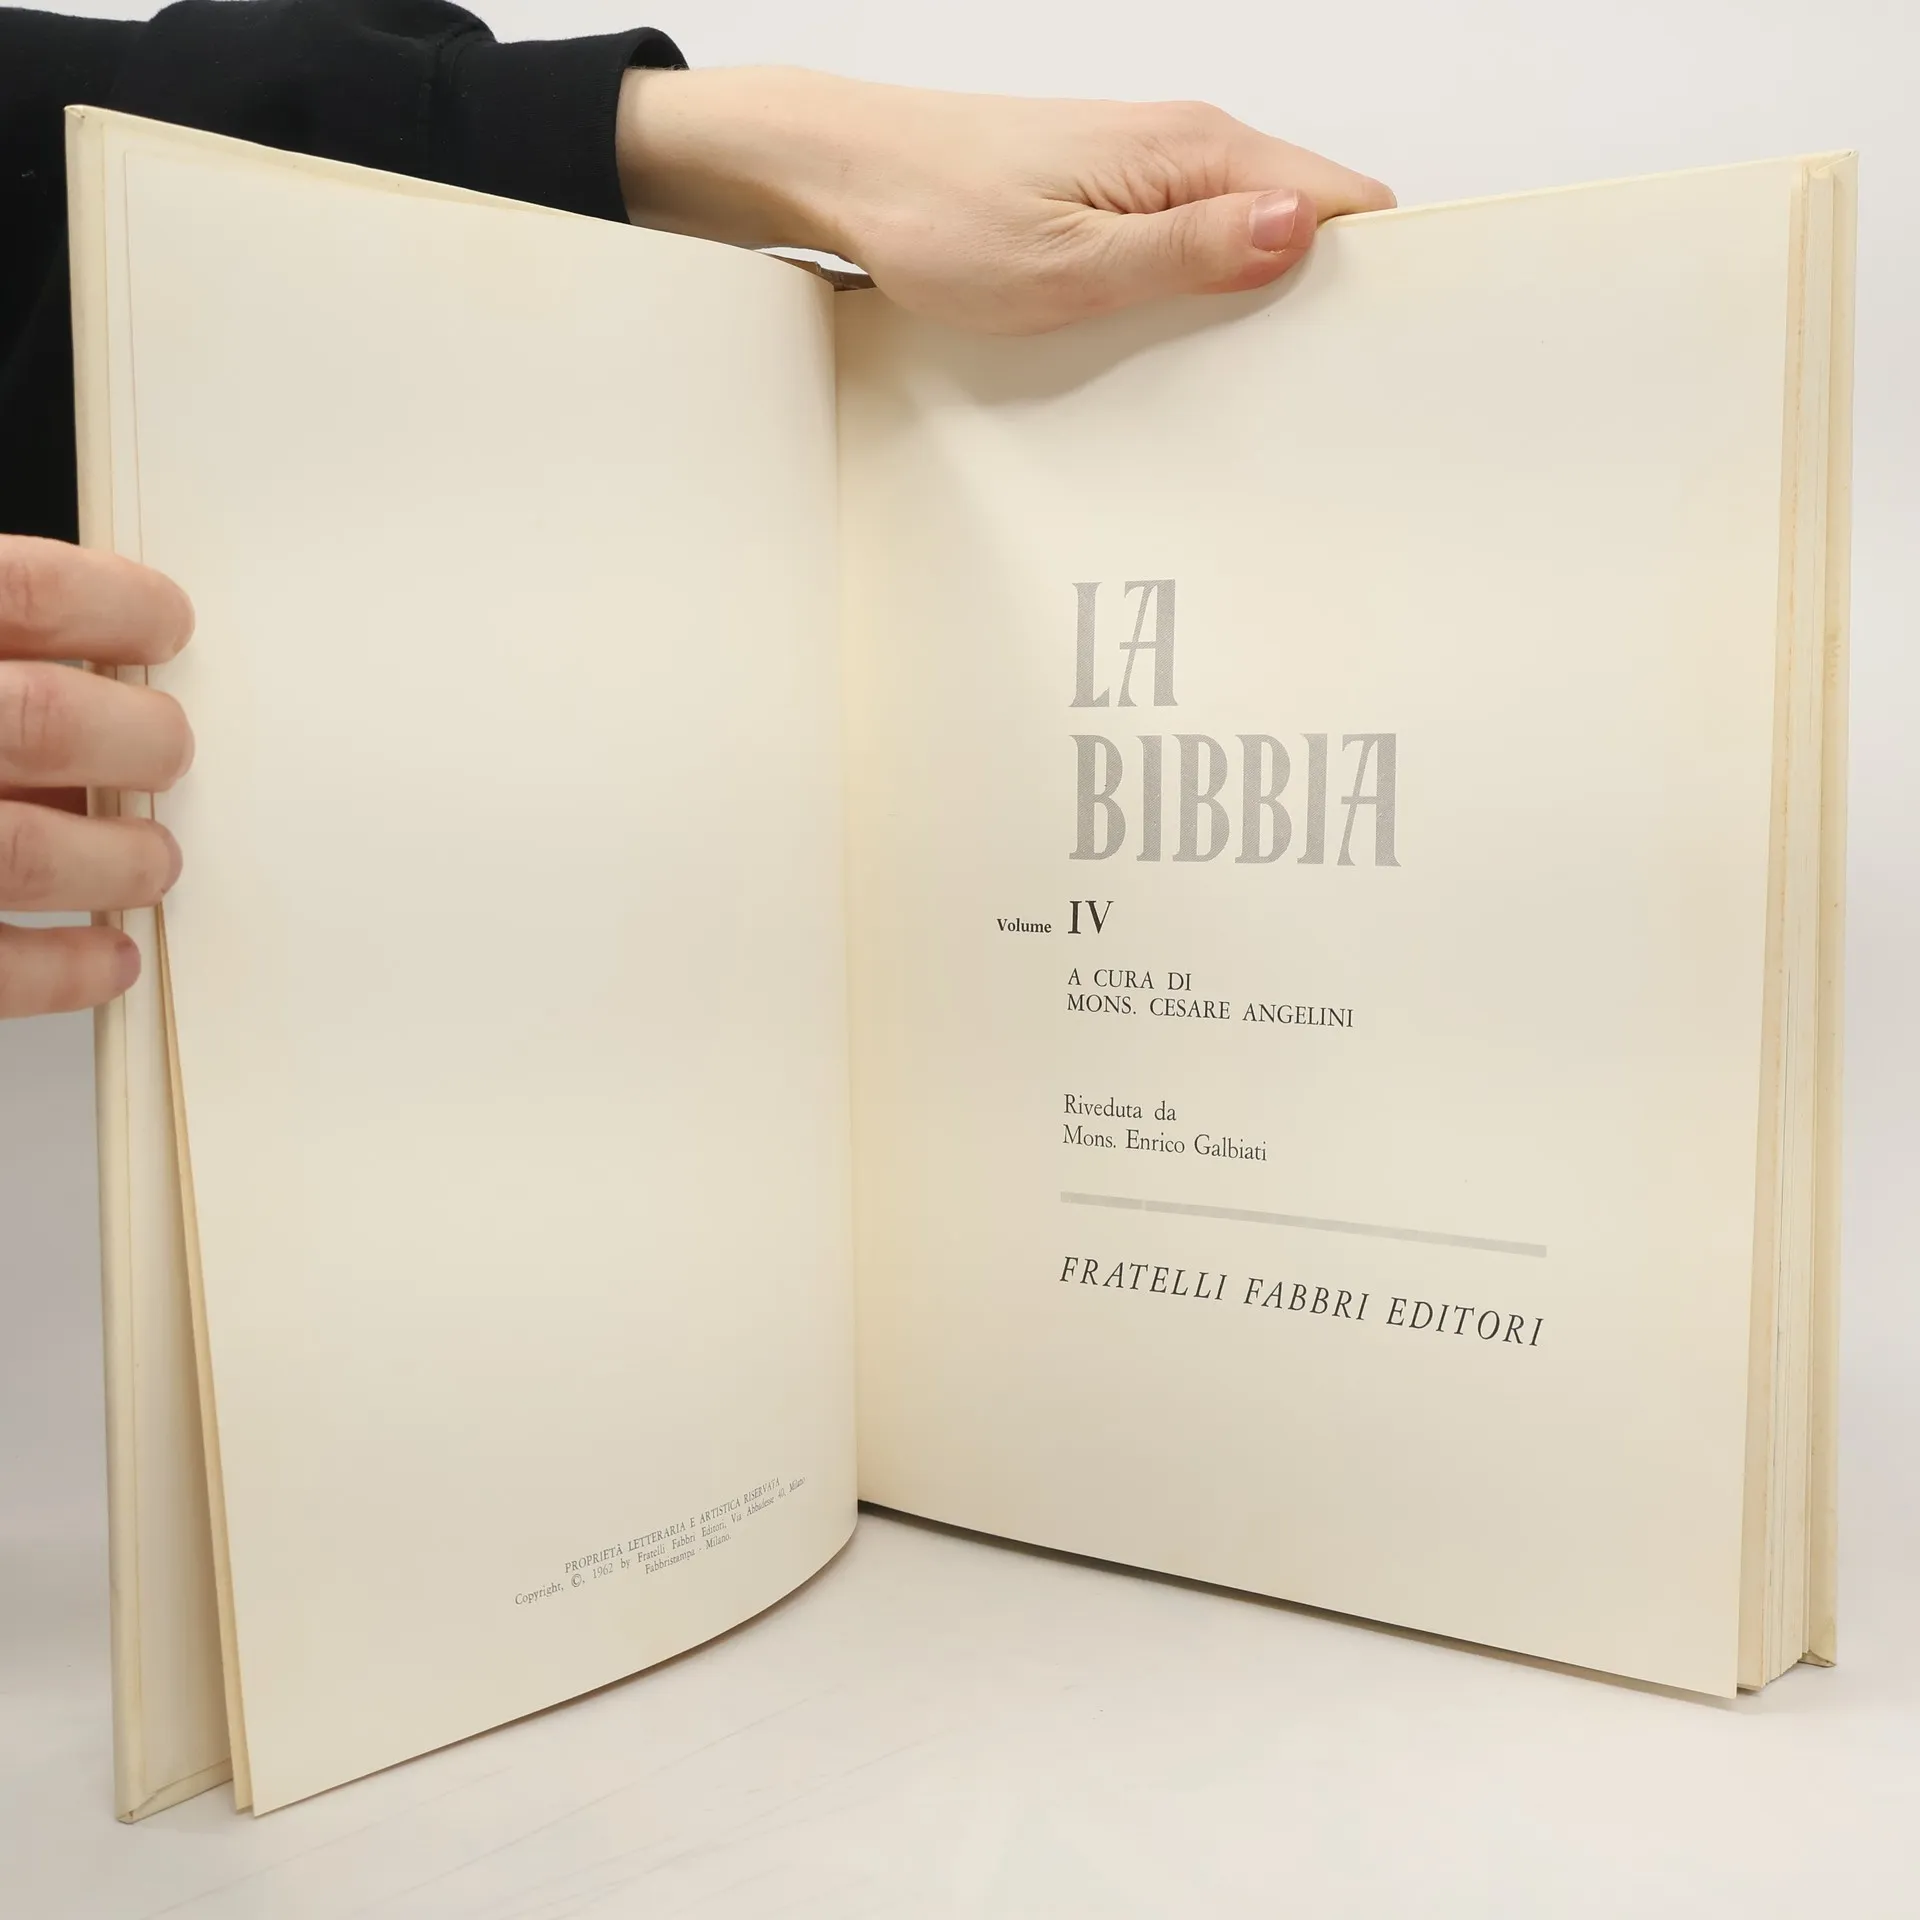 PROPRIETÀ LETTERARIA E ARTISTICA RISERVATA
Copyright, ©, 1962 by Fratelli Fabbri Editori, Via Abbadesse 40, Milano
Fabbristampa - Milano.
LA
BIBBIA
Volume IV
A CURA DI
MONS. CESARE ANGELINI
Riveduta da
Mons. Enrico Galbiati
FRATELLI FABBRI EDITORI